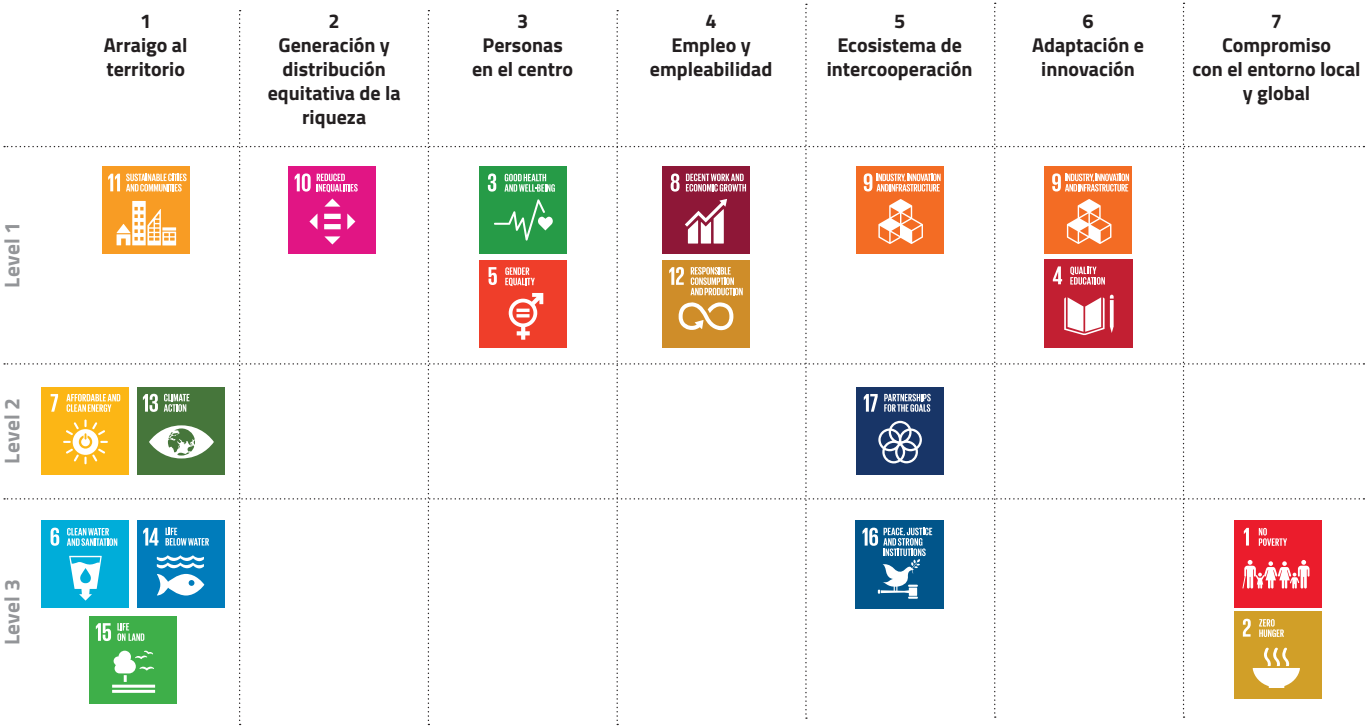 1
Arraigo al
territorio
2
Generación y
distribución
equitativa de la
riqueza
3
Personas
en el centro
4
Empleo y
empleabilidad
5
Ecosistema de
intercooperación
6
Adaptación e
innovación
7
Compromiso
con el entorno local
y global
Level 1
11 SUSTAINABLE CITIES
AND COMMUNITIES
10 REDUCED
INEQUALITIES
3 GOOD HEALTH
AND WELL-BEING
5 GENDER
EQUALITY
8 DECENT WORK AND
ECONOMIC GROWTH
12 RESPONSIBLE
CONSUMPTION
AND PRODUCTION
9 INDUSTRY, INNOVATION
AND INFRASTRUCTURE
9 INDUSTRY, INNOVATION
AND INFRASTRUCTURE
4 QUALITY
EDUCATION
Level 2
7 AFFORDABLE AND
CLEAN ENERGY
13 CLIMATE
ACTION
17 PARTNERSHIPS
FOR THE GOALS
Level 3
6 CLEAN WATER
AND SANITATION
14 LIFE
BELOW WATER
15 LIFE
ON LAND
16 PEACE, JUSTICE
AND STRONG
INSTITUTIONS
1 NO
POVERTY
2 ZERO
HUNGER